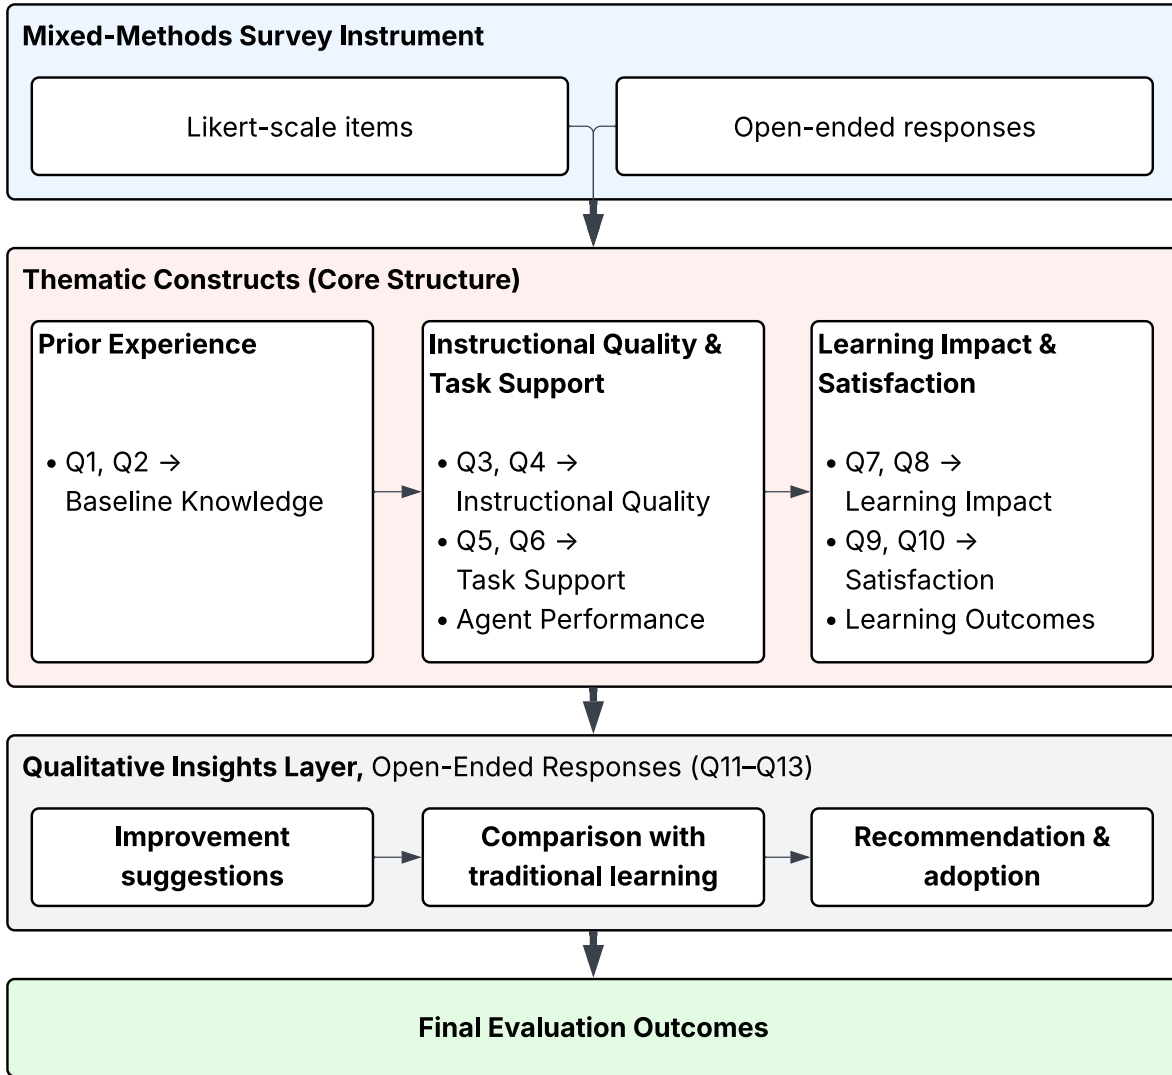 Mixed-Methods Survey Instrument
Likert-scale items
Open-ended responses
Thematic Constructs (Core Structure)
Prior Experience
• Q1, Q2 →
Baseline Knowledge
Instructional Quality &
Task Support
• Q3, Q4 →
Instructional Quality
• Q5, Q6 →
Task Support
• Agent Performance
Learning Impact &
Satisfaction
• Q7, Q8 →
Learning Impact
• Q9, Q10 →
Satisfaction
• Learning Outcomes
Qualitative Insights Layer, Open-Ended Responses (Q11–Q13)
Improvement
suggestions
Comparison with
traditional learning
Recommendation &
adoption
Final Evaluation Outcomes